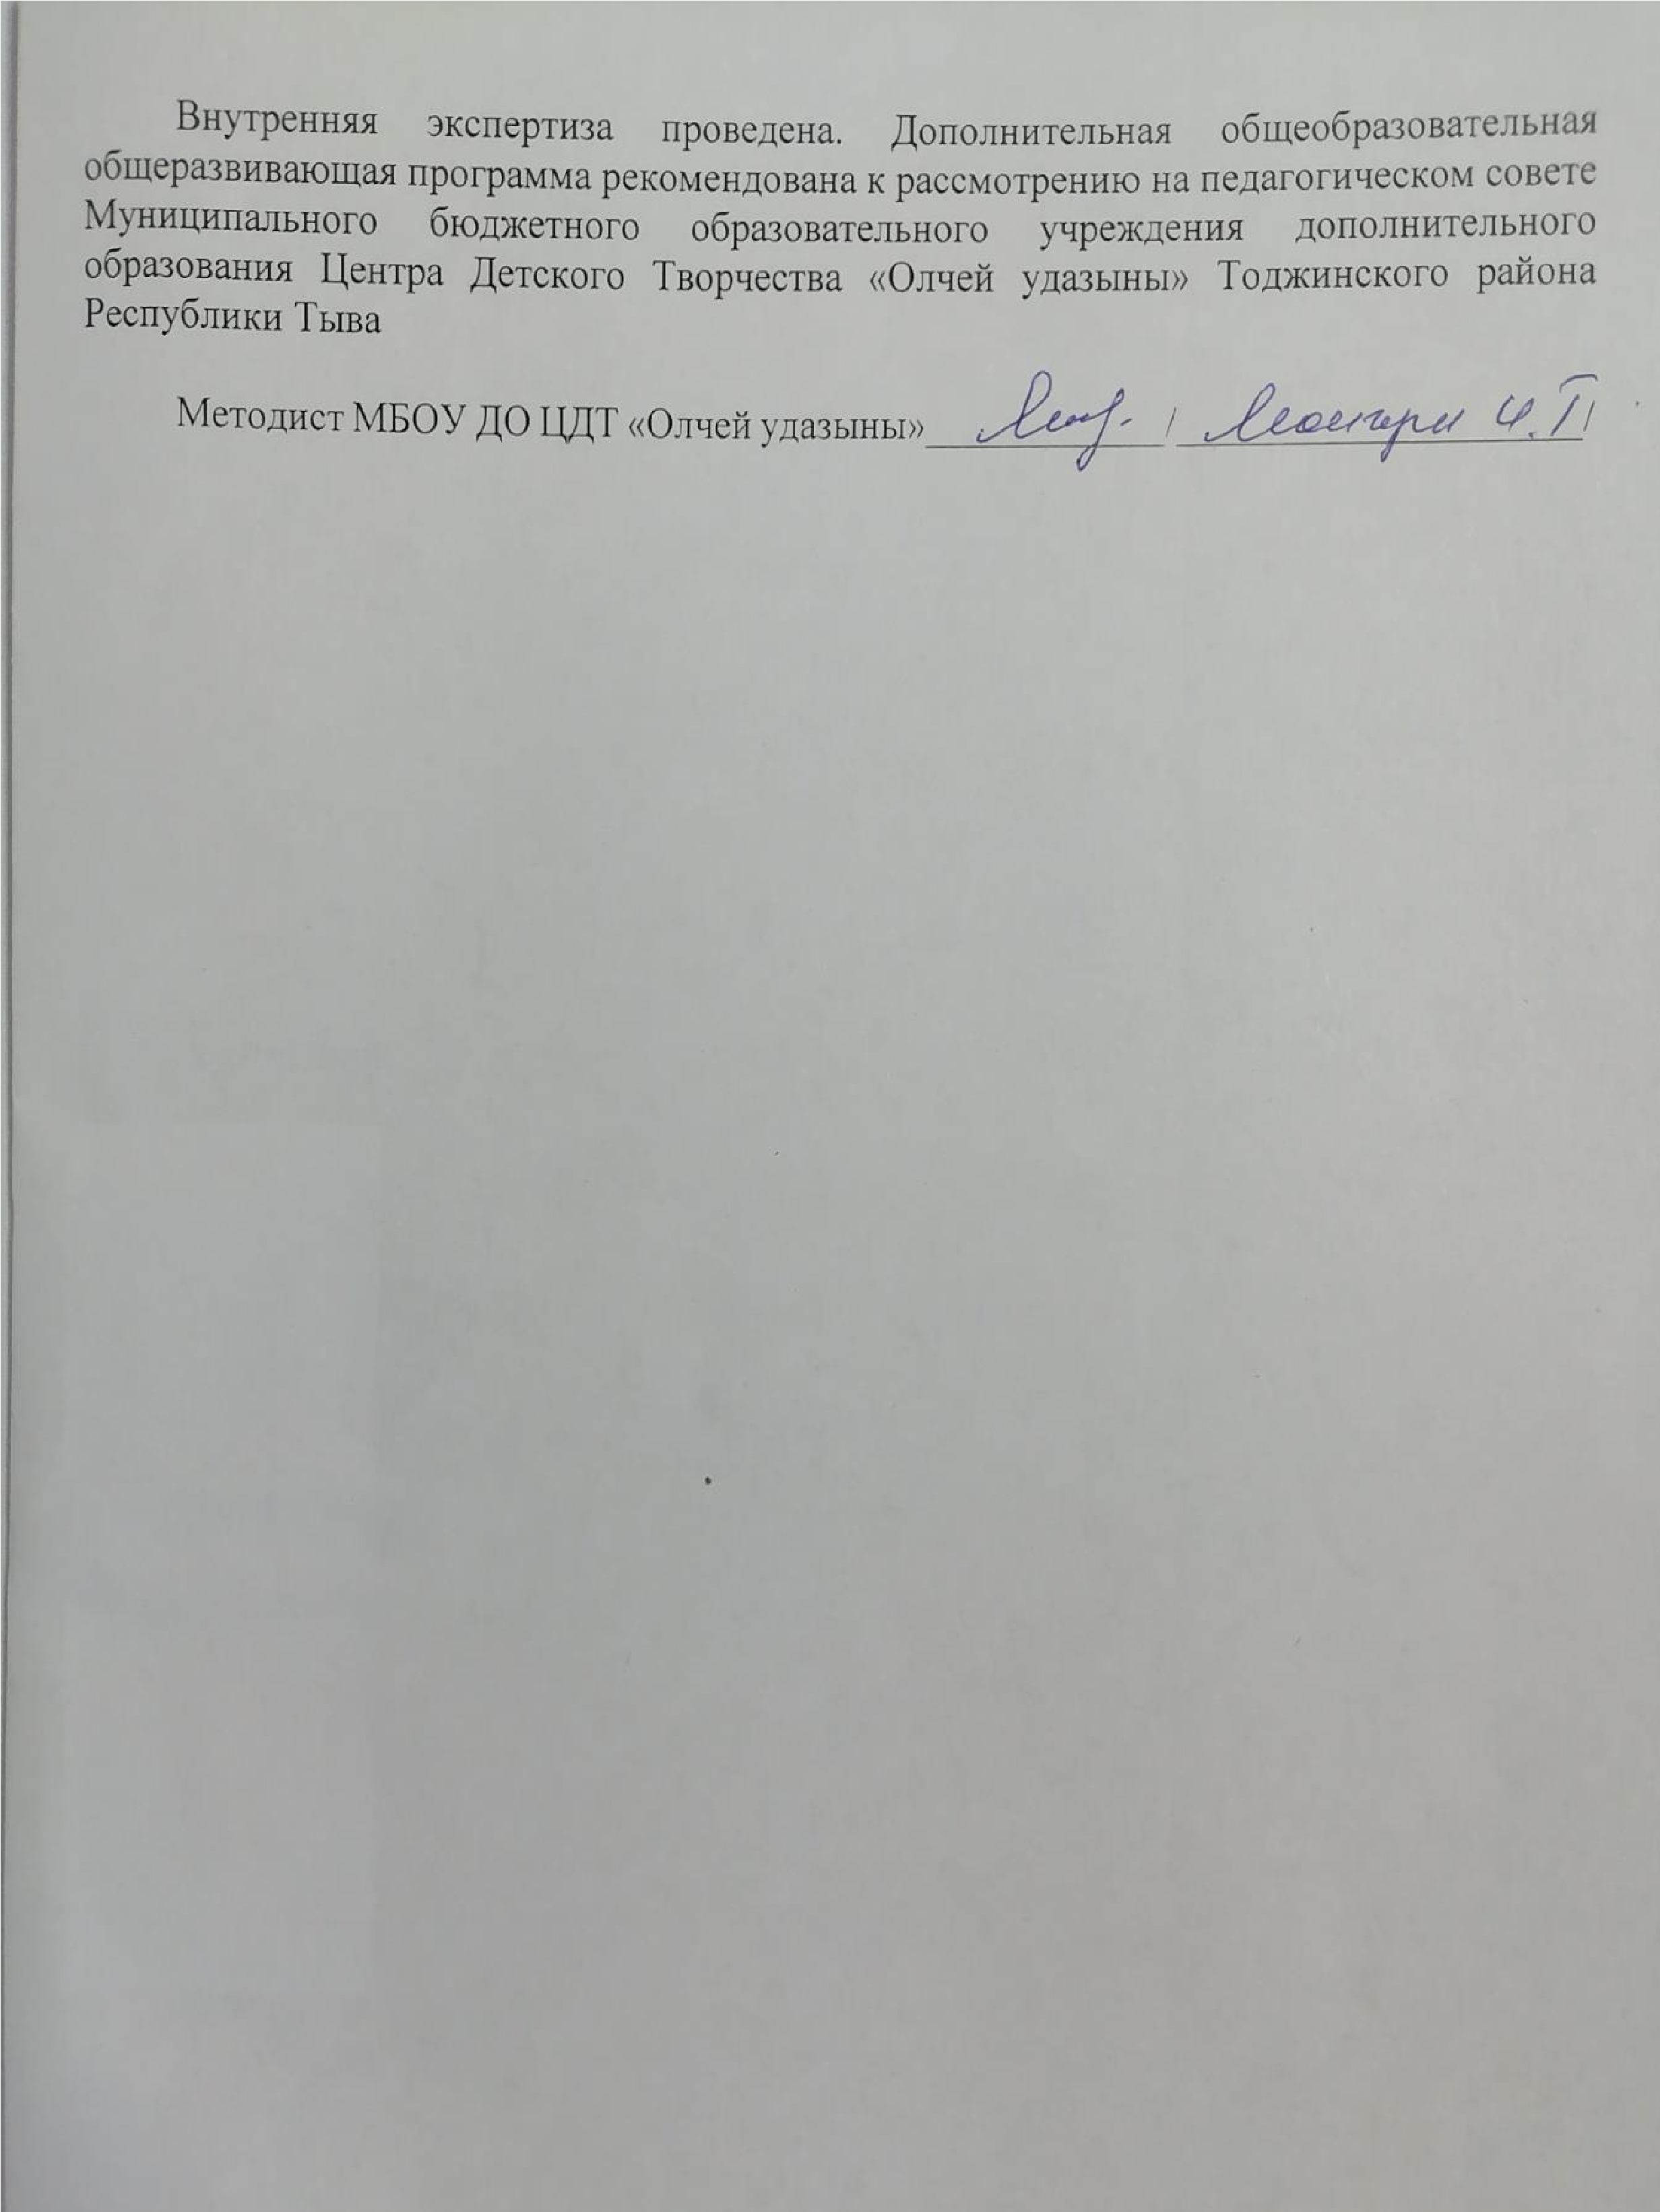 Внутренняя экспертиза проведена. Дополнительная общеобразовательная
общеразвивающая программа рекомендована к рассмотрению на педагогическом совете
Муниципального бюджетного образовательного учреждения дополнительного
образования Центра Детского Творчества «Олчей удазыны» Тоджинского района
Республики Тыва
Методист МБОУ ДО ЦДТ «Олчей удазыны» / И.П